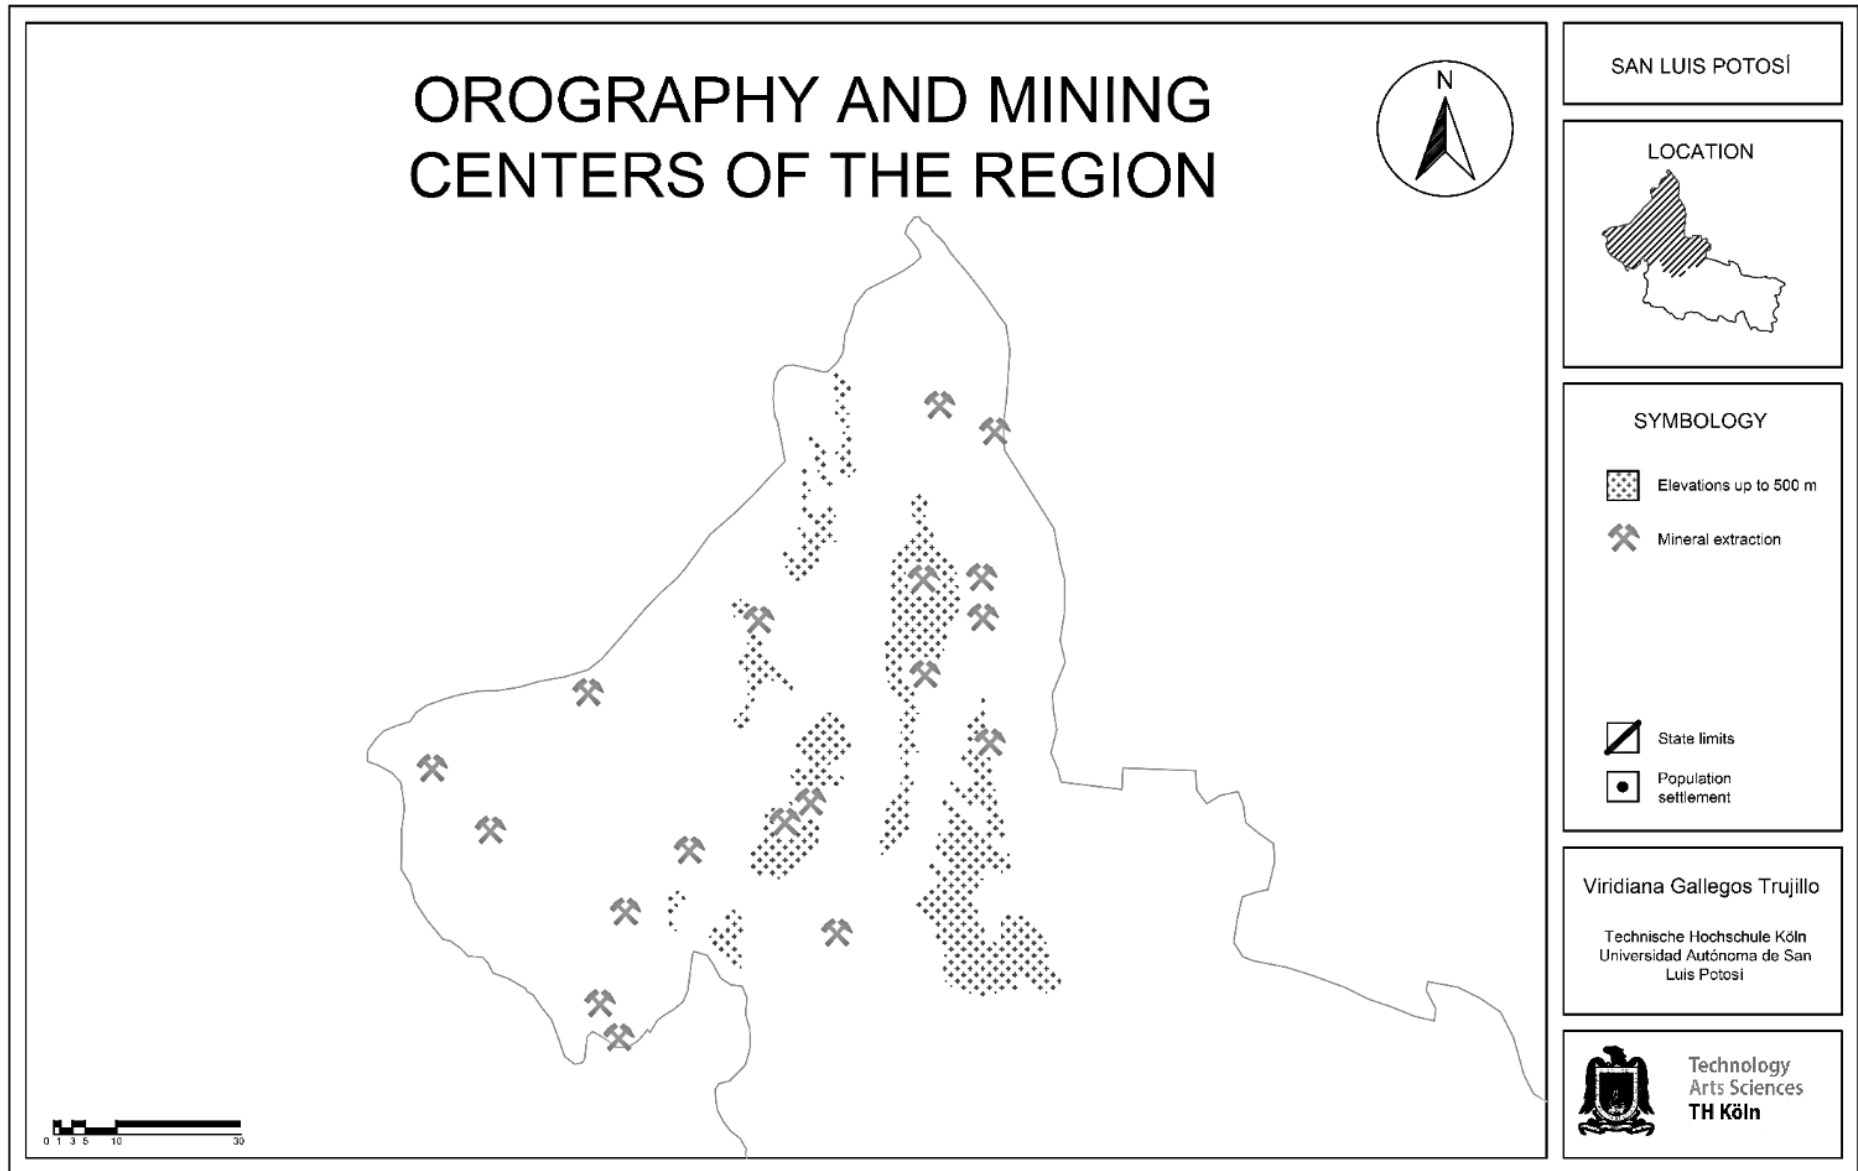 OROGRAPHY AND MINING
CENTERS OF THE REGION
N
SAN LUIS POTOSÍ
LOCATION
SYMBOLOGY
Elevations up to 500 m
Mineral extraction
State limits
Population
settlement
Viridiana Gallegos Trujillo
Technische Hochschule Köln
Universidad Autónoma de San
Luis Potosí
Technology
Arts Sciences
TH Köln
0 1 3 5 10 30